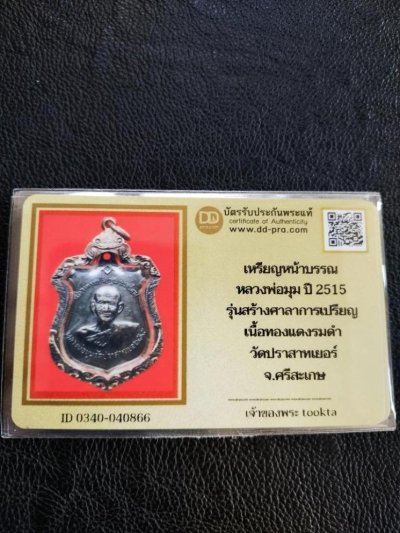 DD
บัตรรับประกันพระแท้
certificate of Authenticity
www.dd-pra.com
เหรียญหน้าบรรณ
หลวงพ่อมุม ปี 2515
รุ่นสร้างศาลาการเปรียญ
เนื้อทองแดงรมดำ
วัดปราสาทเยอร์
จ.ศรีสะเกษ
เจ้าของพระ tookta
ID 0340-040866